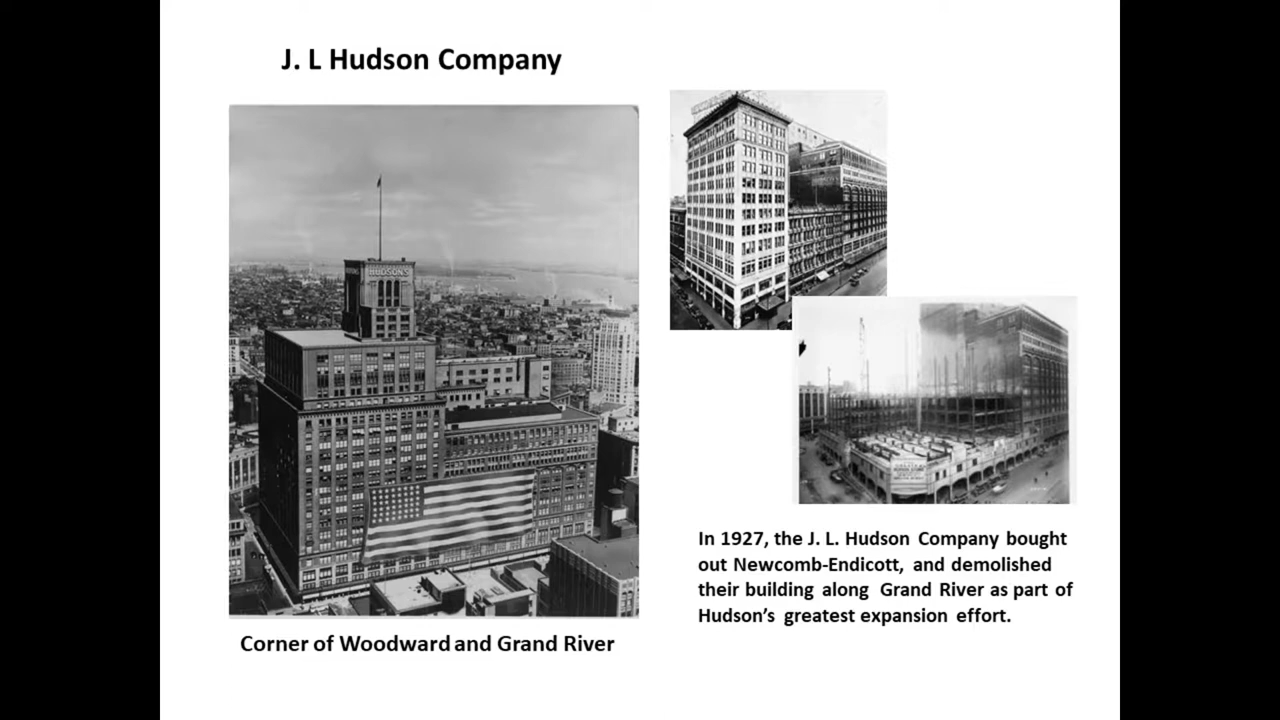 J. L Hudson Company
HUDSON'S
Corner of Woodward and Grand River
In 1927, the J. L. Hudson Company bought
out Newcomb-Endicott, and demolished
their building along Grand River as part of
Hudson’s greatest expansion effort.